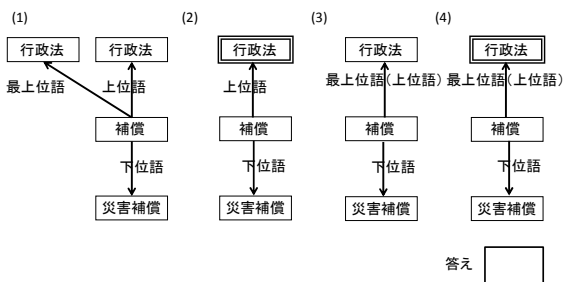 (1)
(2)
(3)
(4)
行政法
行政法
行政法
行政法
行政法
最上位語
上位語
上位語
最上位語(上位語)
最上位語(上位語)
補償
補償
補償
補償
下位語
下位語
下位語
下位語
災害補償
災害補償
災害補償
災害補償
答え